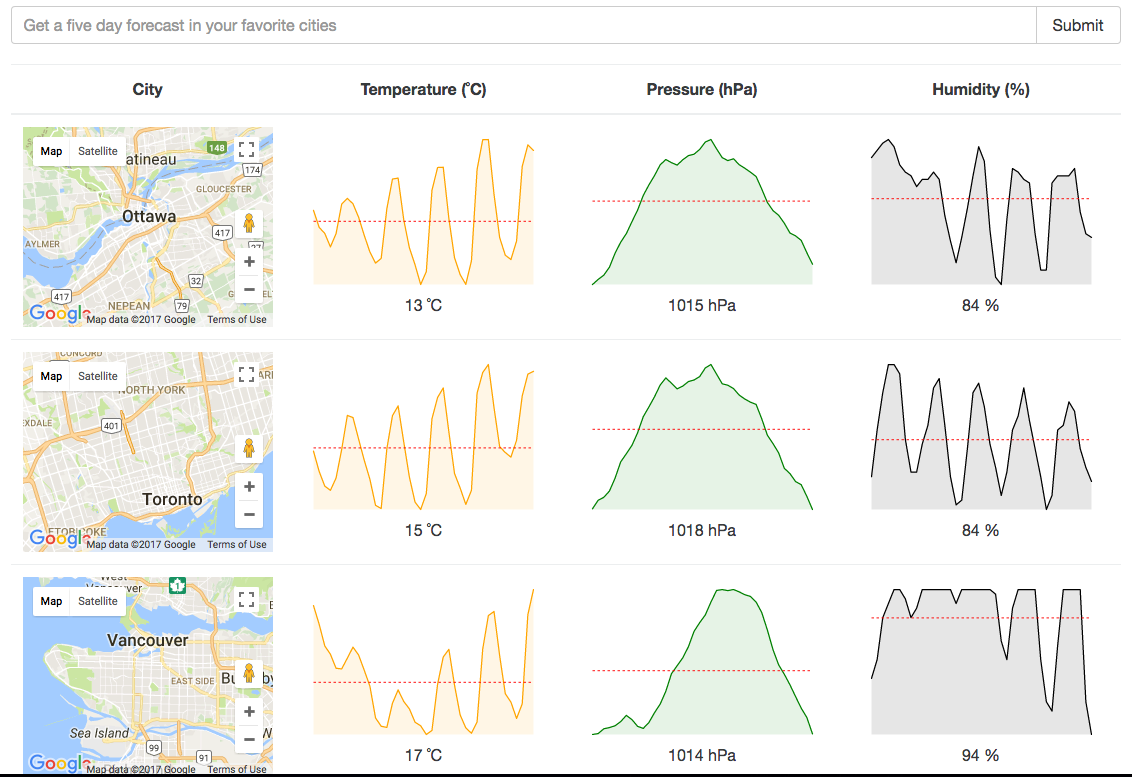 Get a five day forecast in your favorite cities
Submit
City
Temperature (˚C)
Pressure (hPa)
Humidity (%)
Map Satellite
atineau
148
174
GLOUCESTER
Ottawa
417
AYLMER
32
417
NEPEAN
79
Google
Map data ©2017 Google Terms of Use
13 ˚C
1015 hPa
84 %
CONCORD
Map Satellite
NORTH YORK
EXDALE
401
Toronto
ETOBICOKE
Google
Map data ©2017 Google Terms of Use
15 ˚C
1018 hPa
84 %
West
Vancouver
1
Map Satellite
Vancouver
EAST SIDE
Sea Island
99
91
Google
Map data ©2017 Google Terms of Use
17 ˚C
1014 hPa
94 %